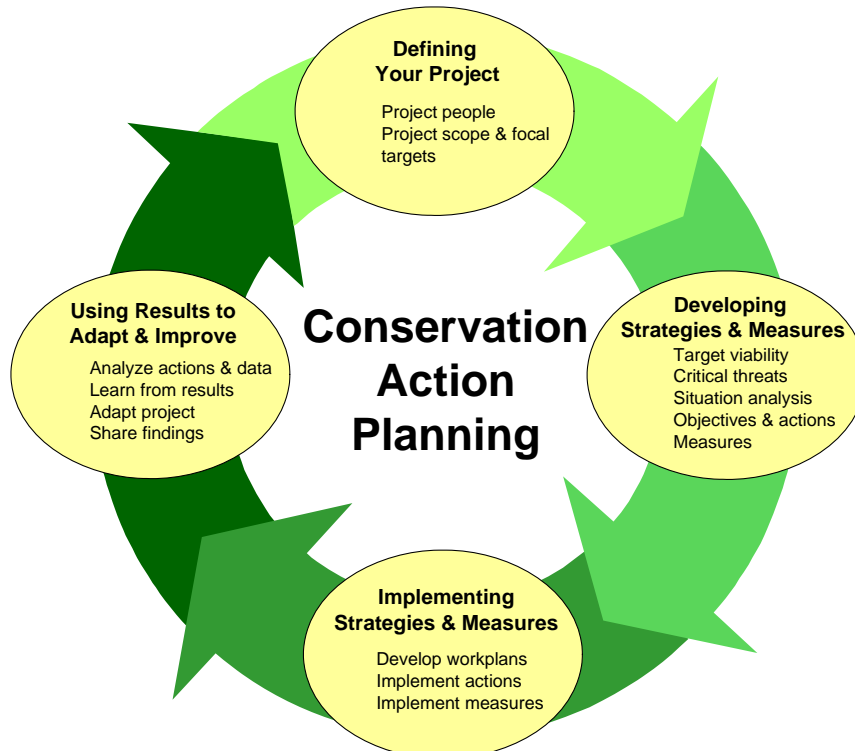 Defining
Your Project
Project people
Project scope & focal
targets
Developing
Strategies & Measures
Target viability
Critical threats
Situation analysis
Objectives & actions
Measures
Implementing
Strategies & Measures
Develop workplans
Implement actions
Implement measures
Using Results to
Adapt & Improve
Analyze actions & data
Learn from results
Adapt project
Share findings
Conservation
Action
Planning